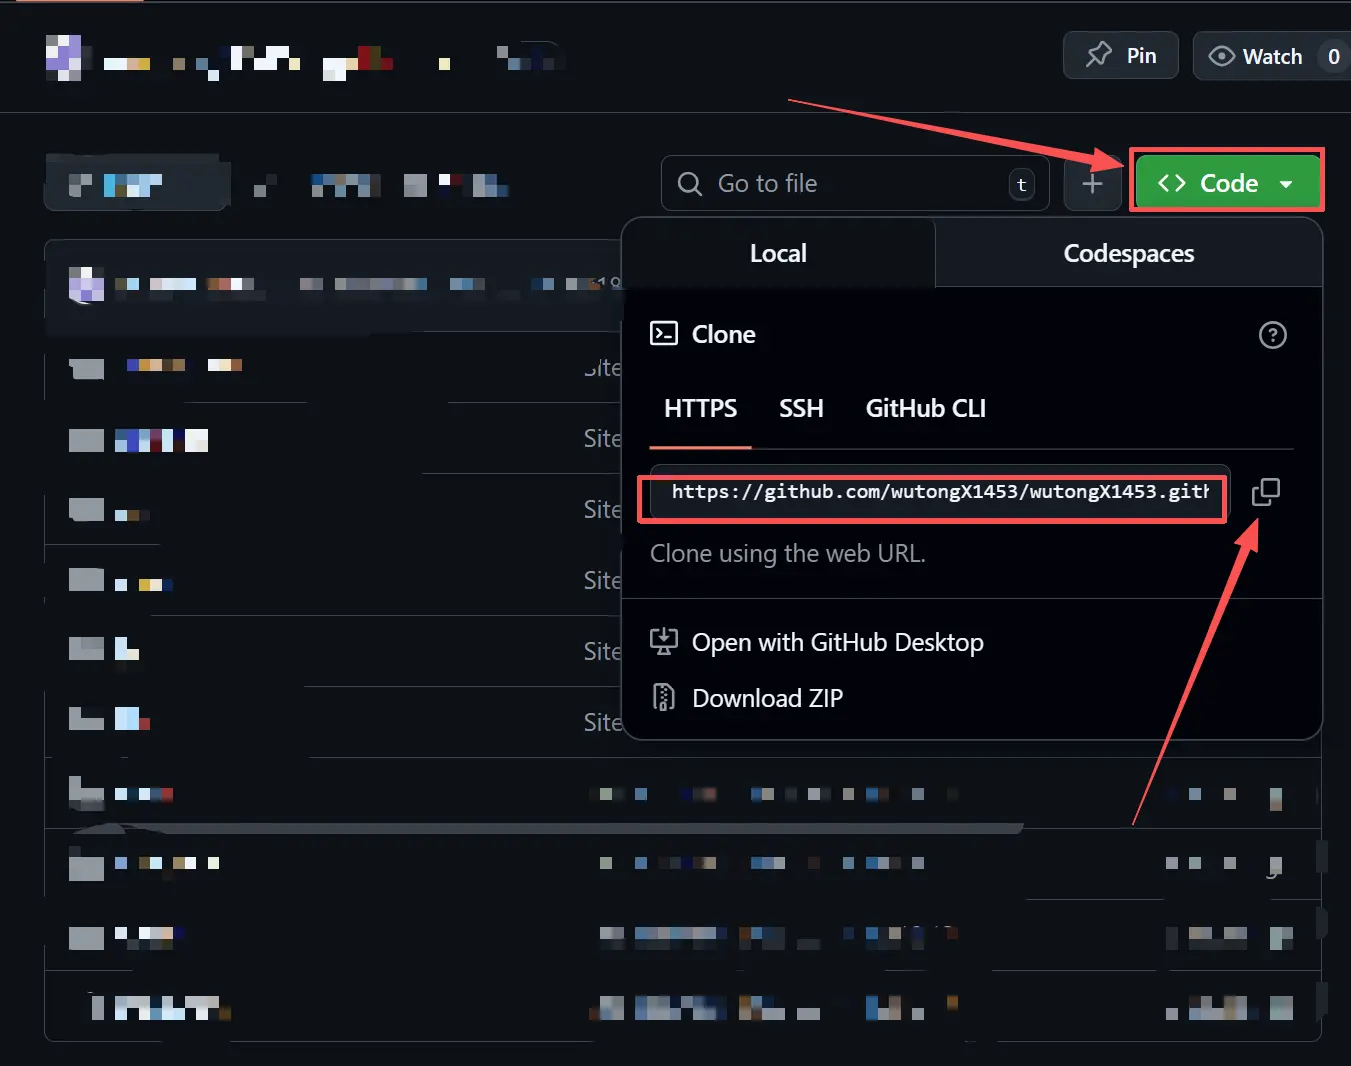 Pin
Watch 0
Go to file
t
Code
Local
Codespaces
Clone
HTTPS
SSH
GitHub CLI
https://github.com/wutongX1453/wutongX1453.gith
Clone using the web URL.
Open with GitHub Desktop
Download ZIP
Site
Site
Site
Site
Site
Site